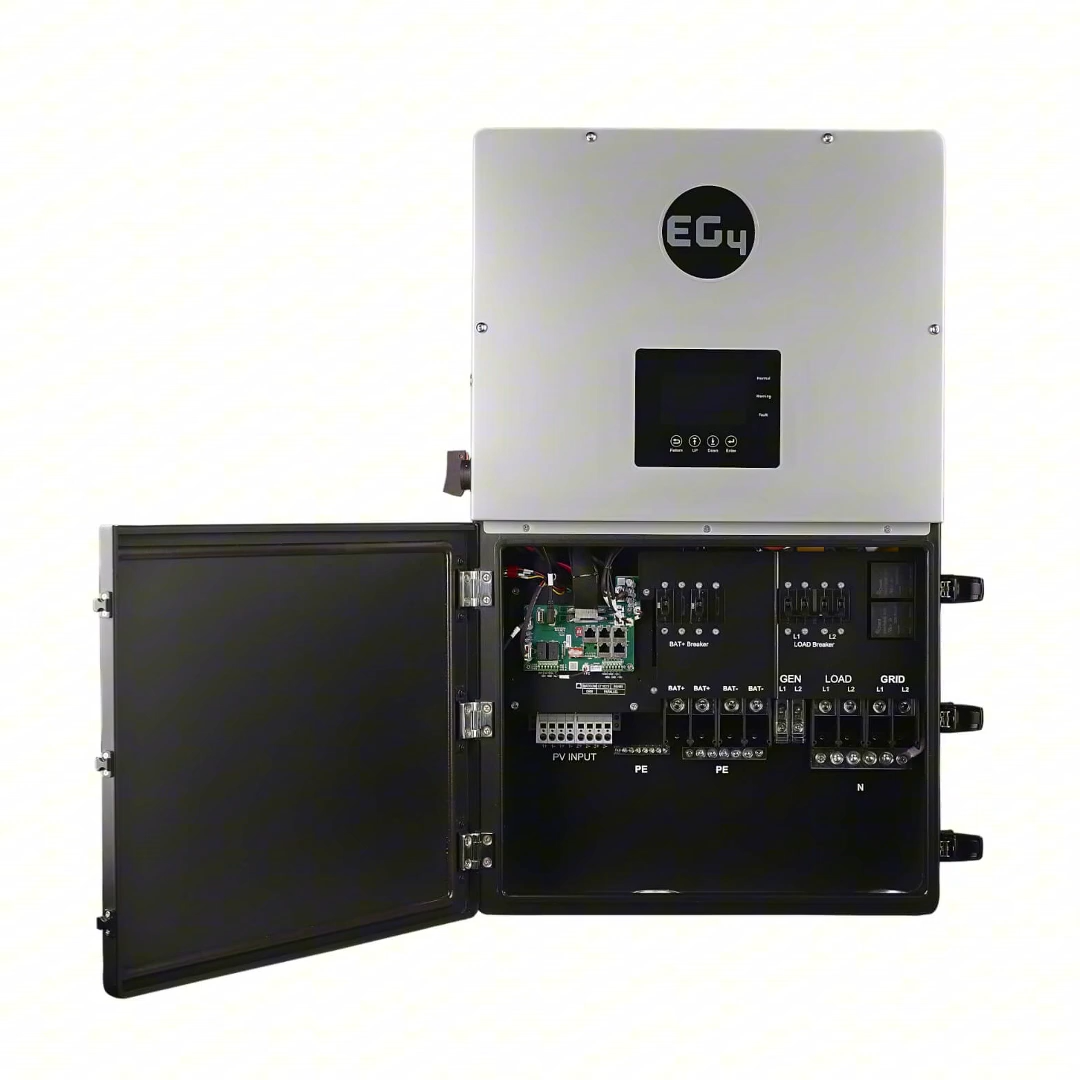 EG4
Normal
Warning
Fault
Return
UP
Down
Enter
BAT+ Breaker
L1
L2
LOAD Breaker
BAT+
BAT+
BAT-
BAT-
GEN
LOAD
GRID
L1
L2
L1
L2
L1
L2
PV INPUT
PE
PE
N